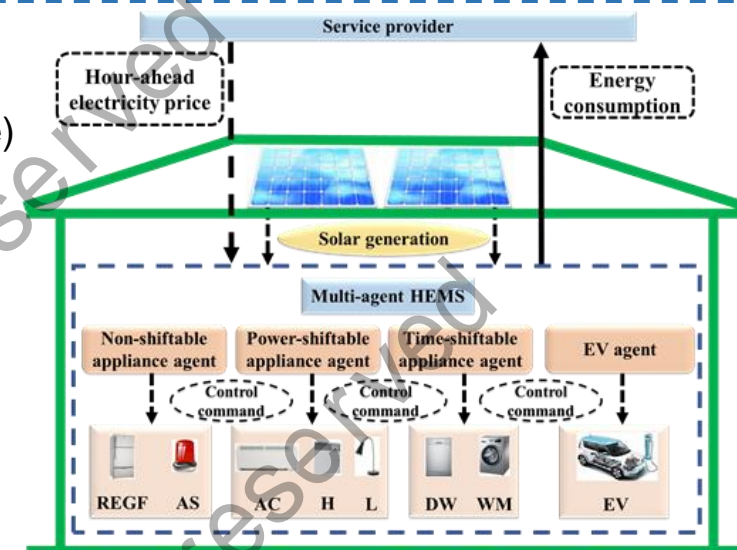 Service provider
Hour-ahead
electricity price
Energy
consumption
e)
served
Solar generation
Multi-agent HEMS
Non-shiftable
appliance agent
Power-shiftable
appliance agent
Time-shiftable
appliance agent
EV agent
Control
command
Control
command
Control
command
REGF AS
AC H L
DW WM
EV
reserved